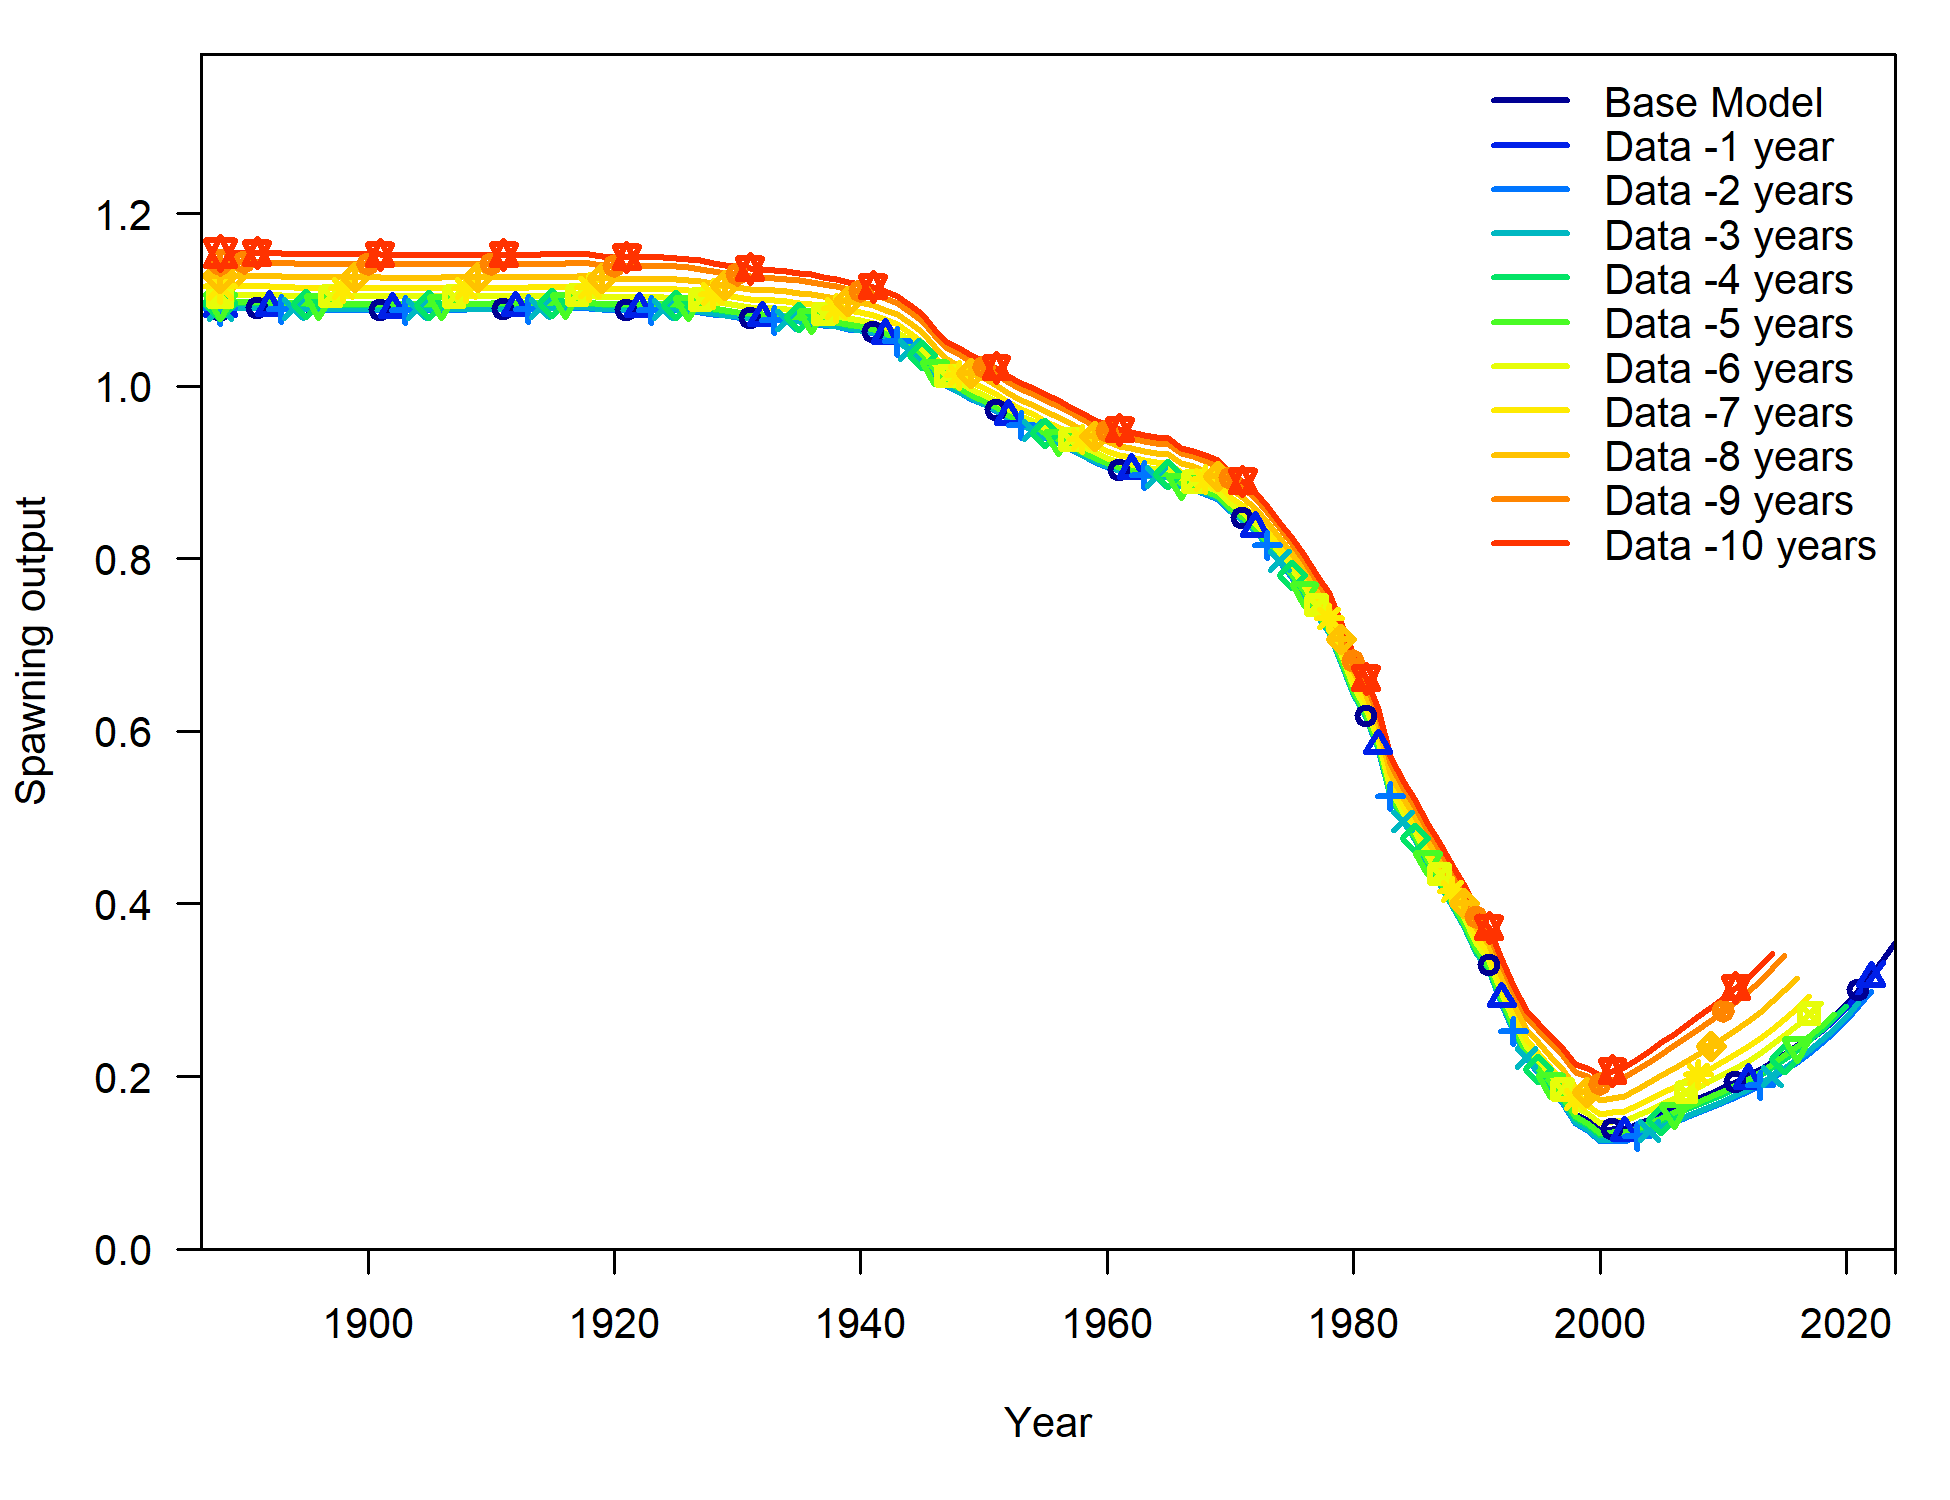 Base Model
Data -1 year
Data -2 years
Data -3 years
Data -4 years
Data -5 years
Data -6 years
Data -7 years
Data -8 years
Data -9 years
Data -10 years
Spawning output
1.2
1.0
0.8
0.6
0.4
0.2
0.0
1900 1920 1940 1960 1980 2000 2020
Year